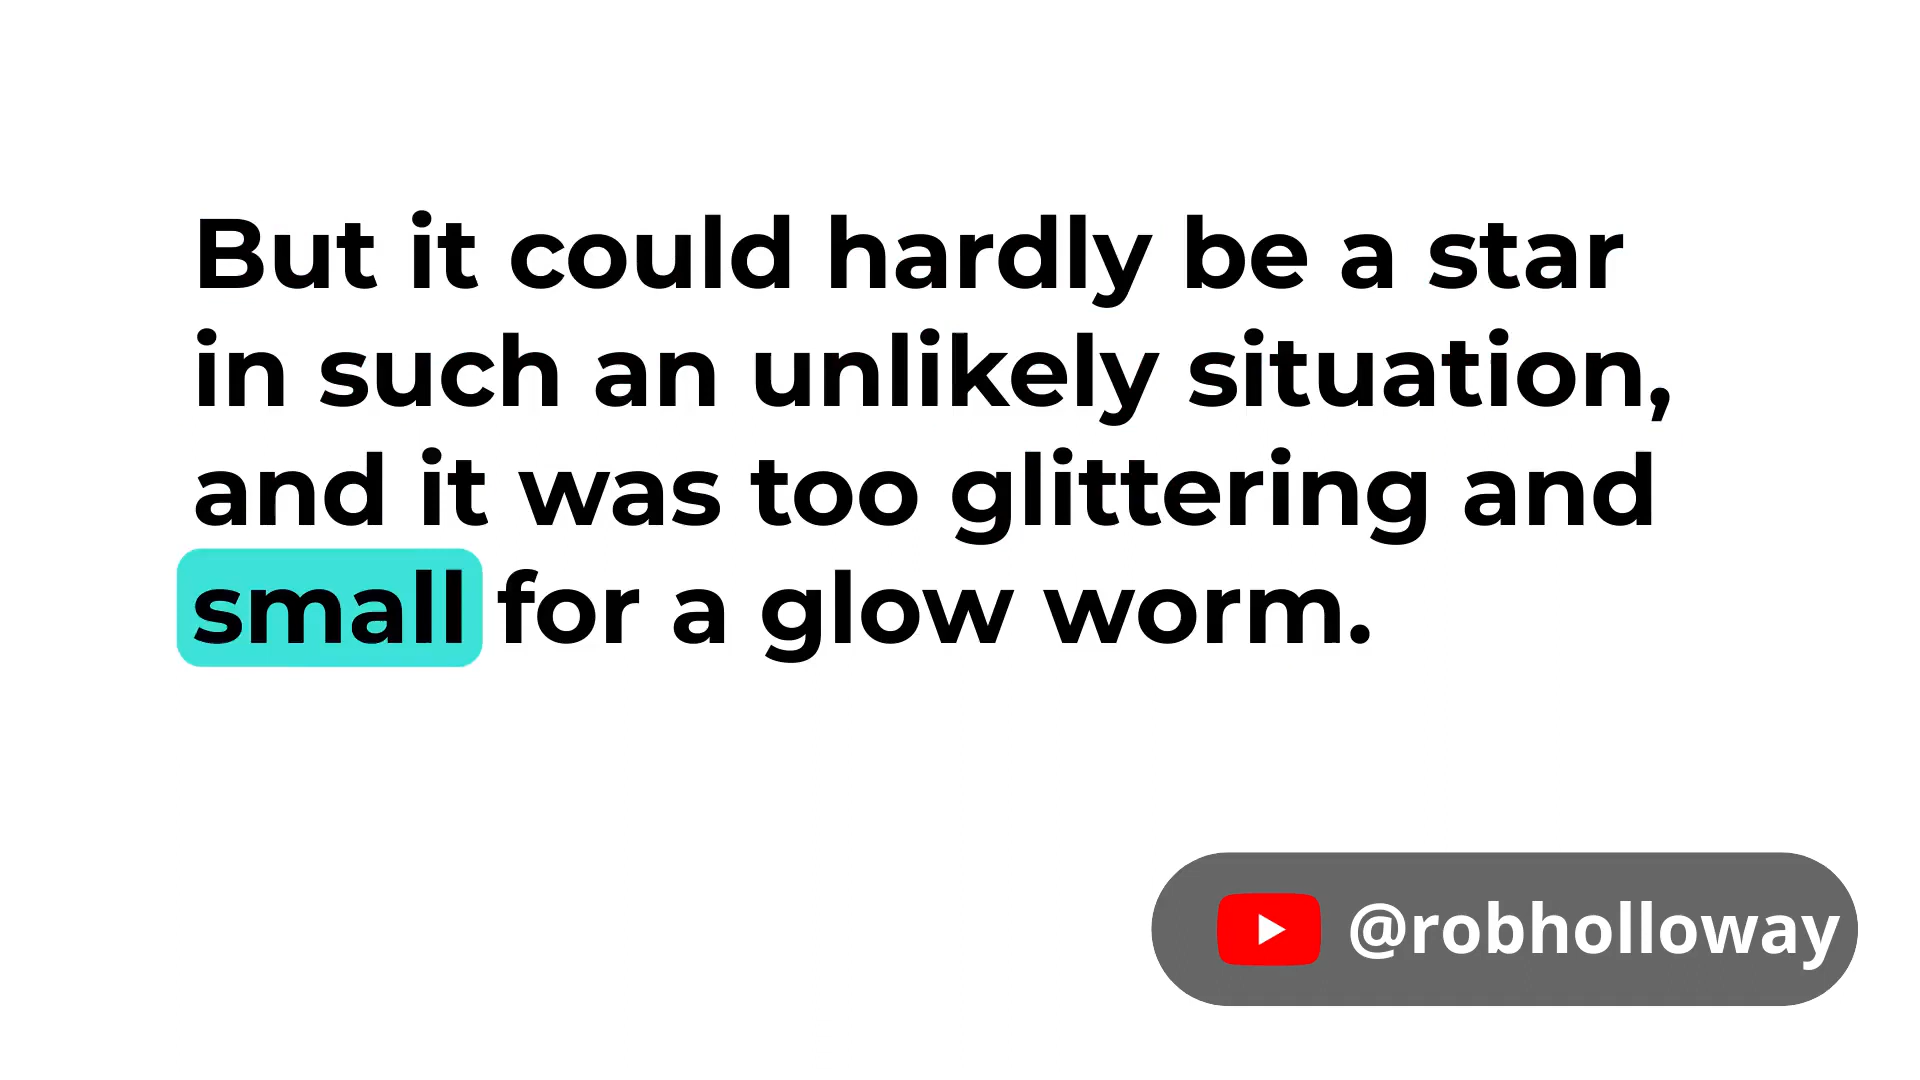 But it could hardly be a star
in such an unlikely situation,
and it was too glittering and
small for a glow worm.
@robholloway